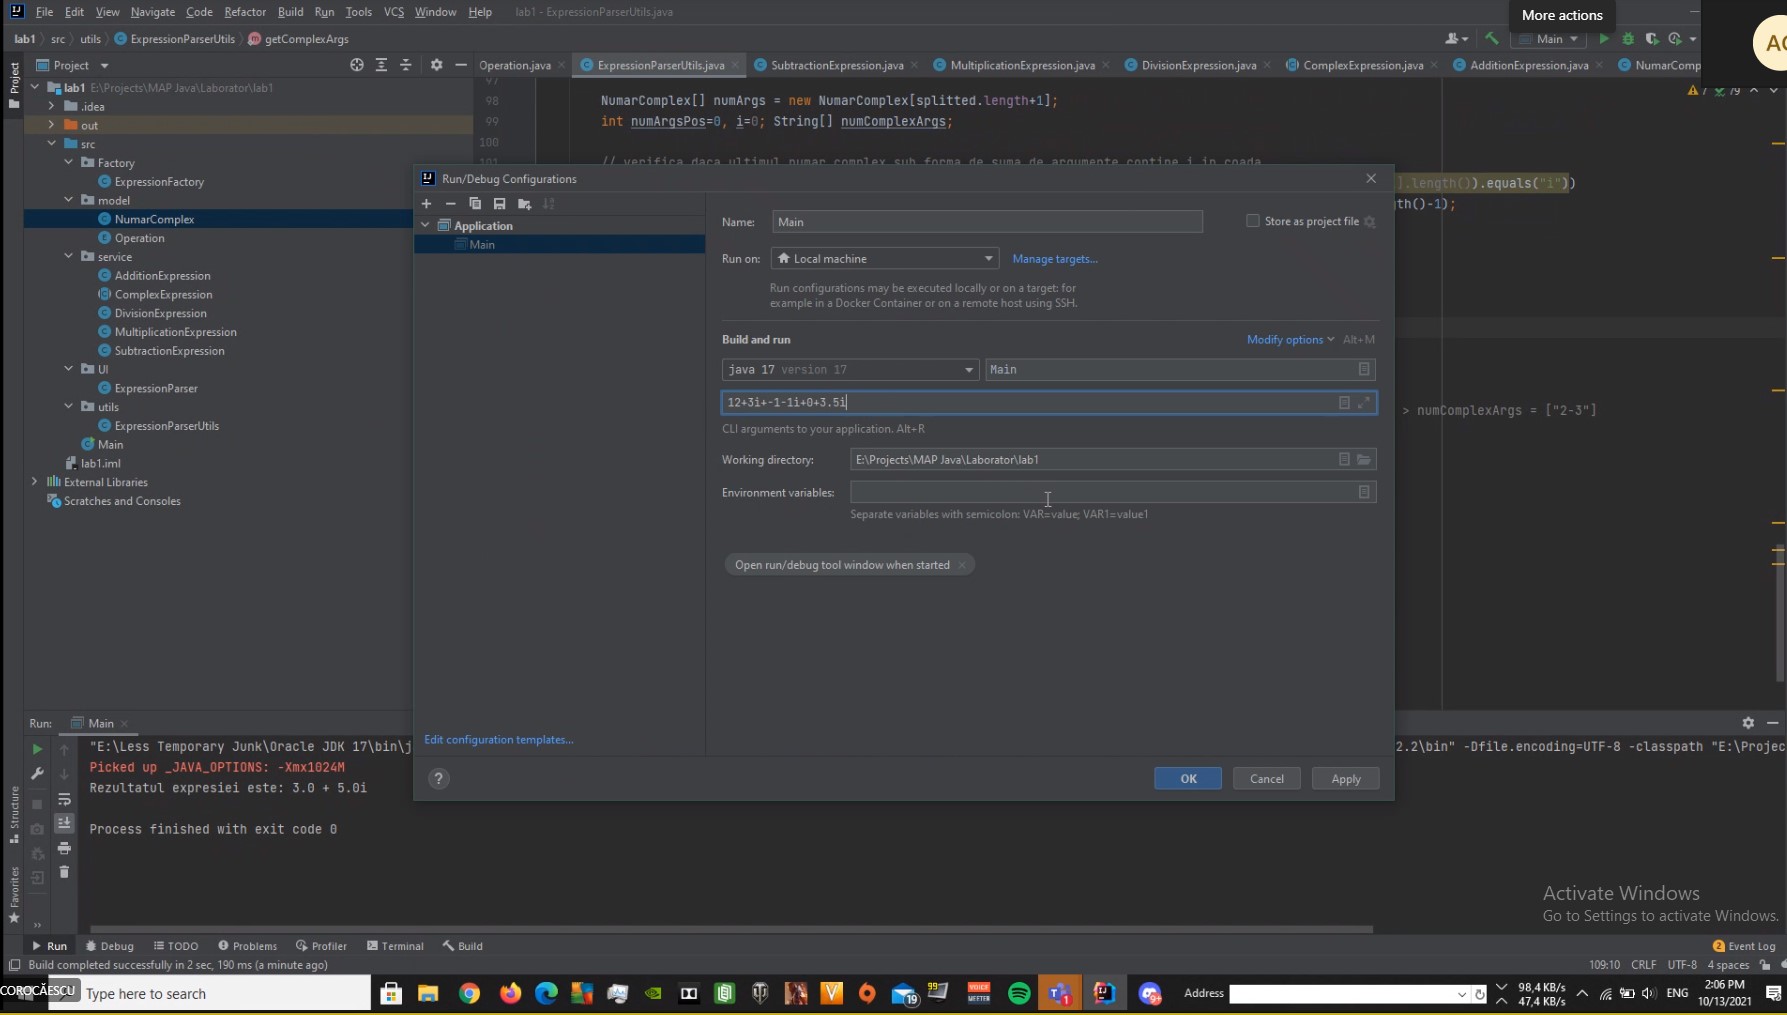 File Edit View Navigate Code Refactor Build Run Tools VCS Window Help lab1 - ExpressionParserUtils.java
More actions
lab1 src utils ExpressionParserUtils getComplexArgs
Main
Project
Operation.java ExpressionParserUtils.java SubtractionExpression.java MultiplicationExpression.java DivisionExpression.java ComplexExpression.java AdditionExpression.java NumarComp
Project
lab1 E:\Projects\MAP Java\Laborator\lab1
.idea
out
src
Factory
ExpressionFactory
model
NumarComplex
Operation
service
AdditionExpression
ComplexExpression
DivisionExpression
MultiplicationExpression
SubtractionExpression
UI
ExpressionParser
utils
ExpressionParserUtils
Main
lab1.iml
External Libraries
Scratches and Consoles
97
98 NumarComplex[] numArgs = new NumarComplex[splitted.length+1];
99 int numArgsPos=0, i=0; String[] numComplexArgs;
100
101 // verifica daca ultimul numar complex sub forma de suma de argumente contine i in coada
].length()).equals("i"))
gth()-1);
> numComplexArgs = ["2-3"]
Run/Debug Configurations
Application
Main
Edit configuration templates...
Name: Main
Store as project file
Run on: Local machine Manage targets...
Run configurations may be executed locally or on a target: for
example in a Docker Container or on a remote host using SSH.
Build and run
Modify options Alt+M
java 17 version 17 Main
12+3i+-1-1i+0+3.5i
CLI arguments to your application. Alt+R
Working directory: E:\Projects\MAP Java\Laborator\lab1
Environment variables:
Separate variables with semicolon: VAR=value; VAR1=value1
Open run/debug tool window when started
?
OK Cancel Apply
Run: Main
"E:\Less Temporary Junk\Oracle JDK 17\bin\j
2.2\bin" -Dfile.encoding=UTF-8 -classpath "E:\Projec
Picked up _JAVA_OPTIONS: -Xmx1024M
Rezultatul expresiei este: 3.0 + 5.0i
Process finished with exit code 0
Structure
Favorites
Activate Windows
Go to Settings to activate Windows.
Run Debug TODO Problems Profiler Terminal Build
2 Event Log
Build completed successfully in 2 sec, 190 ms (a minute ago)
109:10 CRLF UTF-8 4 spaces
COROCĂESCU
Type here to search
19
99
VOICE MEETER
1
9+
Address
98,4 KB/s
47,4 KB/s
ENG
2:06 PM
10/13/2021